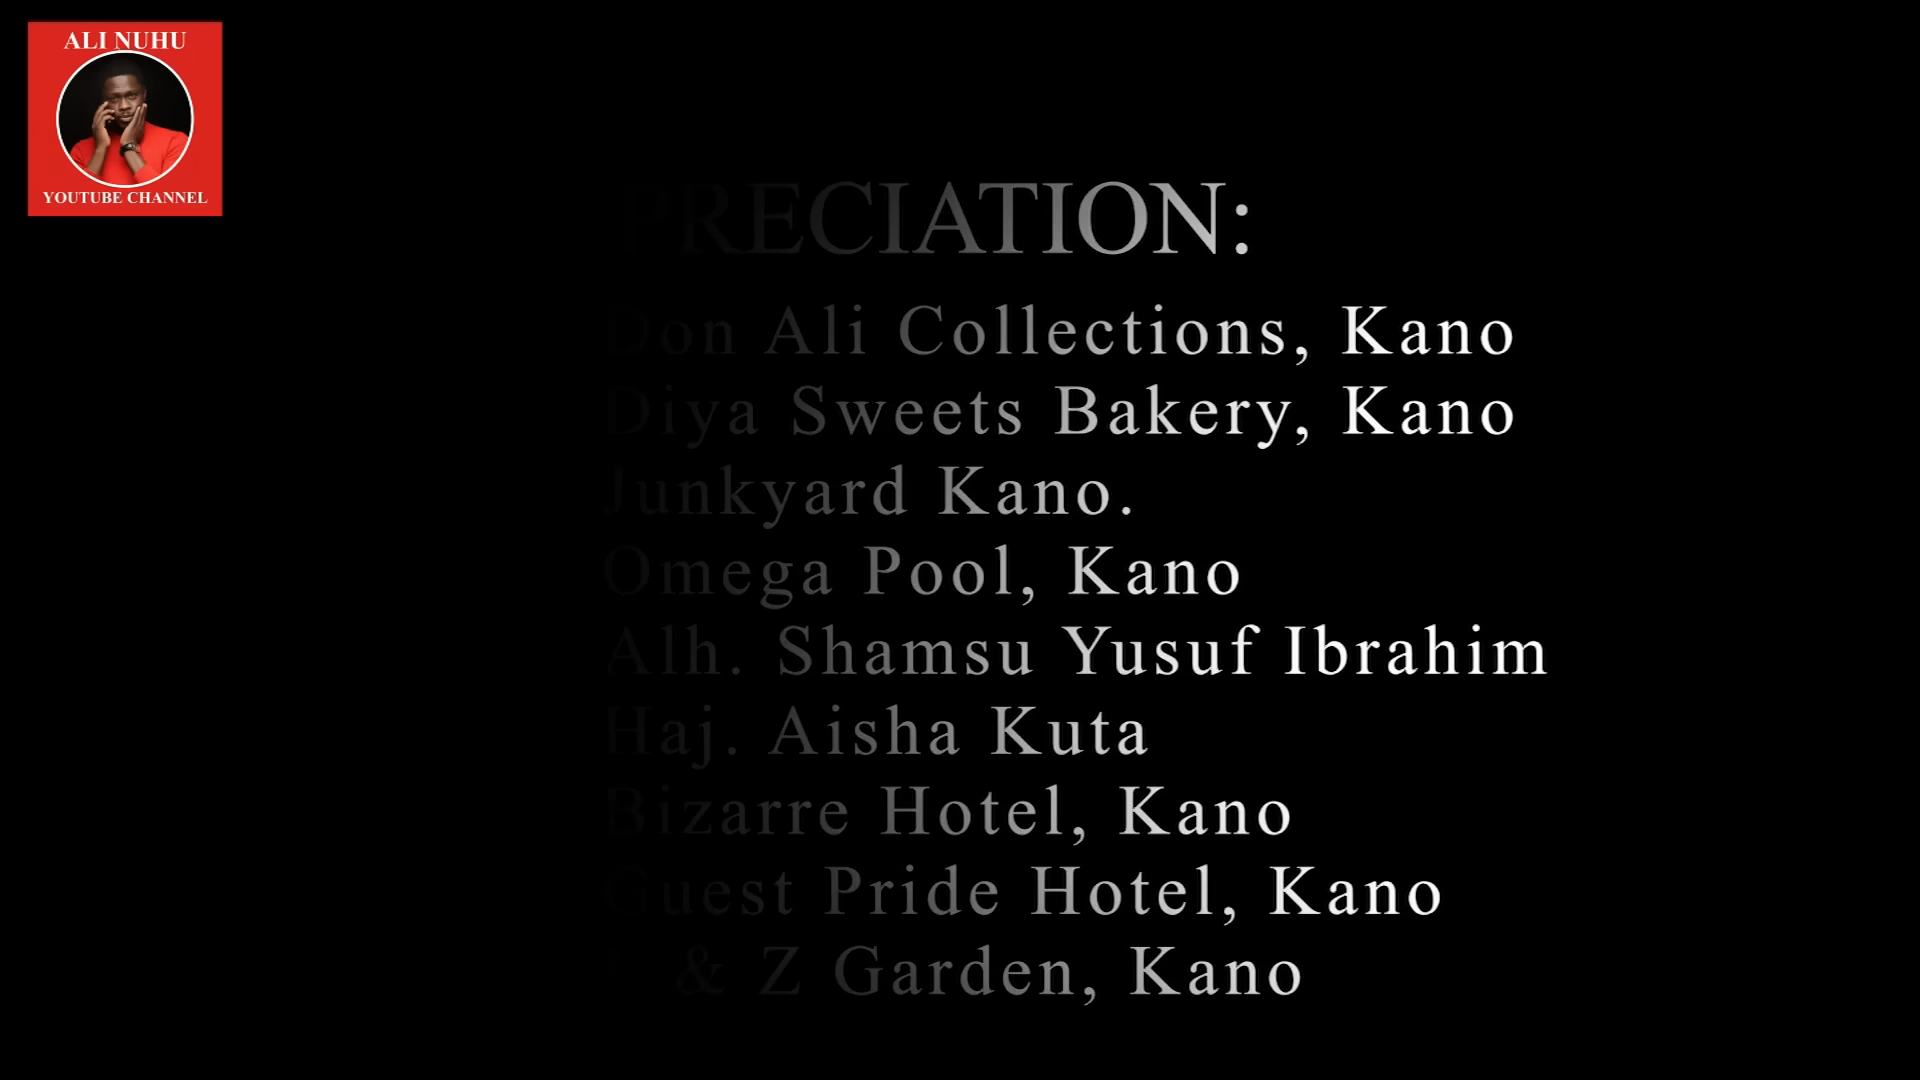 ALI NUHU
YOUTUBE CHANNEL
PRECIATION:
Don Ali Collections, Kano
Diya Sweets Bakery, Kano
Junkyard Kano.
Omega Pool, Kano
Alh. Shamsu Yusuf Ibrahim
Haj. Aisha Kuta
Bizarre Hotel, Kano
Guest Pride Hotel, Kano
& Z Garden, Kano